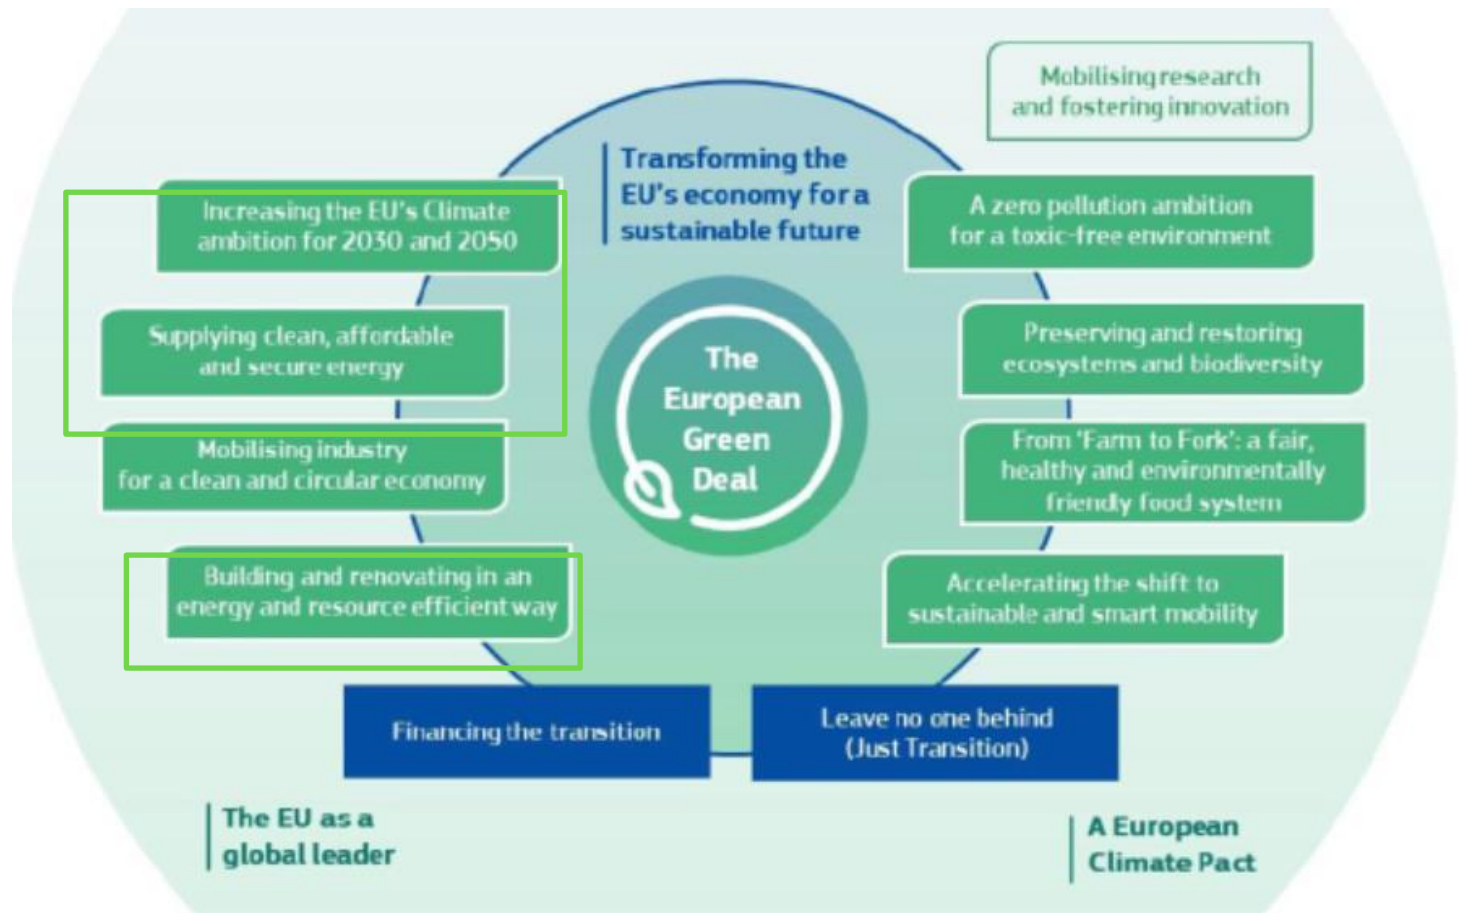 Mobilising research
and fostering innovation
Transforming the
EU's economy for a
sustainable future
Increasing the EU's Climate
ambition for 2030 and 2050
A zero pollution ambition
for a toxic-free environment
Supplying clean, affordable
and secure energy
Preserving and restoring
ecosystems and biodiversity
The
European
Green
Deal
Mobilising industry
for a clean and circular economy
From 'Farm to Fork': a fair,
healthy and environmentally
friendly food system
Building and renovating in an
energy and resource efficient way
Accelerating the shift to
sustainable and smart mobility
Financing the transition
Leave no one behind
(Just Transition)
The EU as a
global leader
A European
Climate Pact